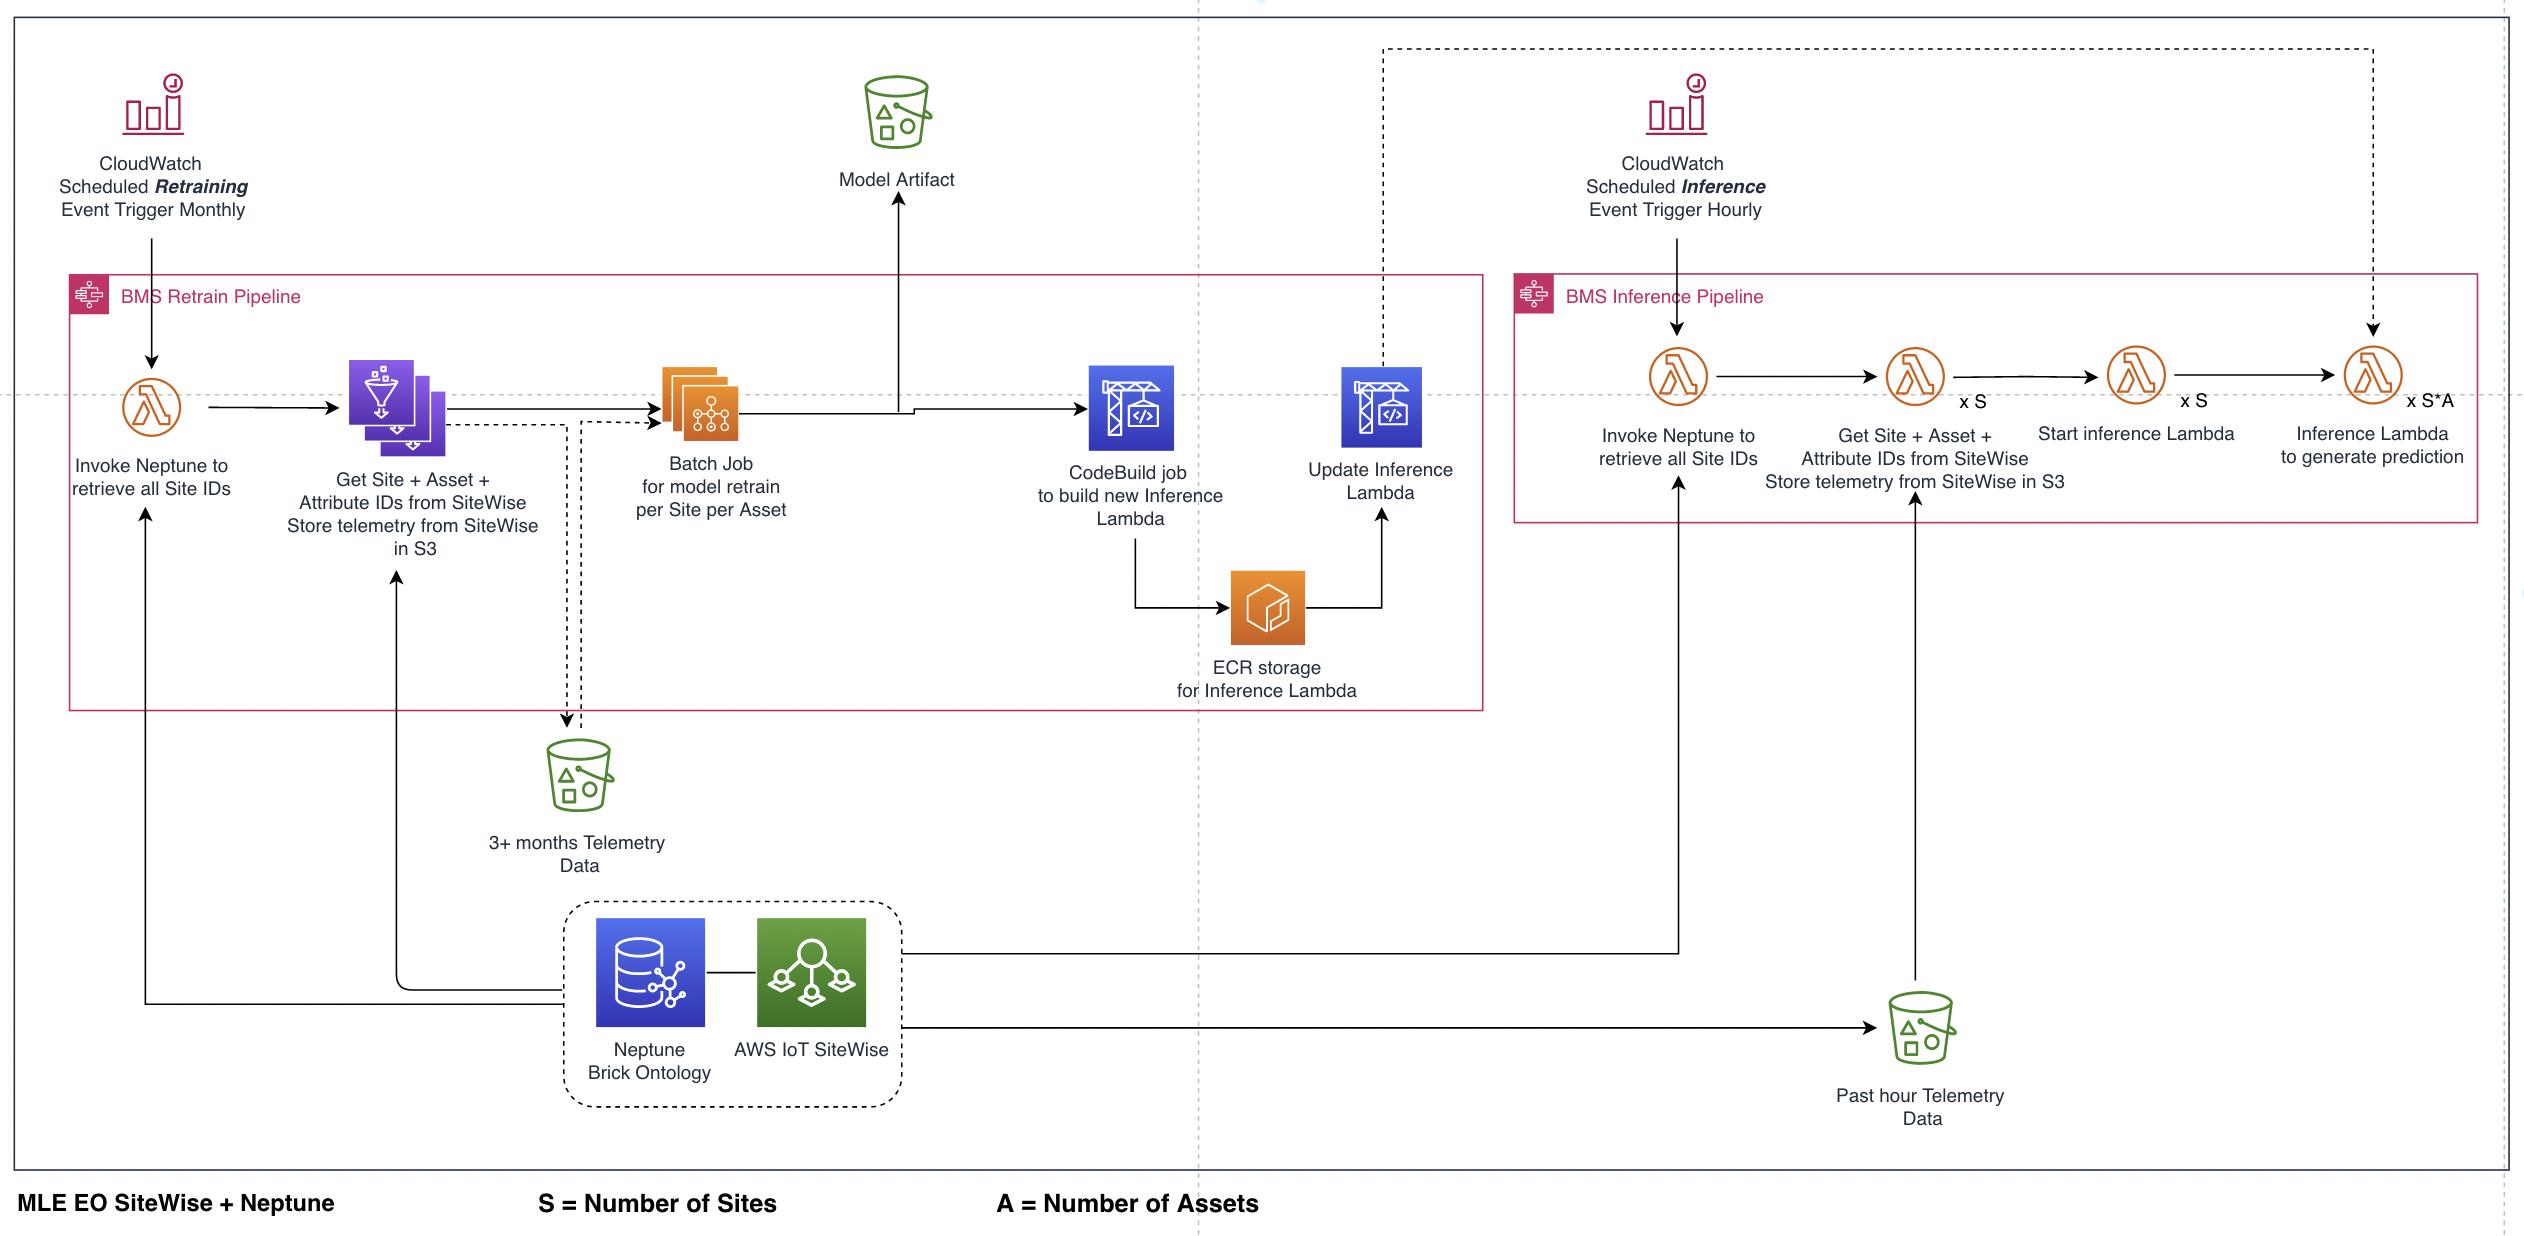 CloudWatch
Scheduled Retraining
Event Trigger Monthly
Model Artifact
CloudWatch
Scheduled Inference
Event Trigger Hourly
BMS Retrain Pipeline
Invoke Neptune to
retrieve all Site IDs
Get Site + Asset +
Attribute IDs from SiteWise
Store telemetry from SiteWise
in S3
Batch Job
for model retrain
per Site per Asset
CodeBuild job
to build new Inference
Lambda
Update Inference
Lambda
ECR storage
for Inference Lambda
BMS Inference Pipeline
Invoke Neptune to
retrieve all Site IDs
x S
Get Site + Asset +
Attribute IDs from SiteWise
Store telemetry from SiteWise in S3
x S
Start inference Lambda
x S*A
Inference Lambda
to generate prediction
3+ months Telemetry
Data
Neptune
Brick Ontology
AWS IoT SiteWise
Past hour Telemetry
Data
MLE EO SiteWise + Neptune
S = Number of Sites
A = Number of Assets